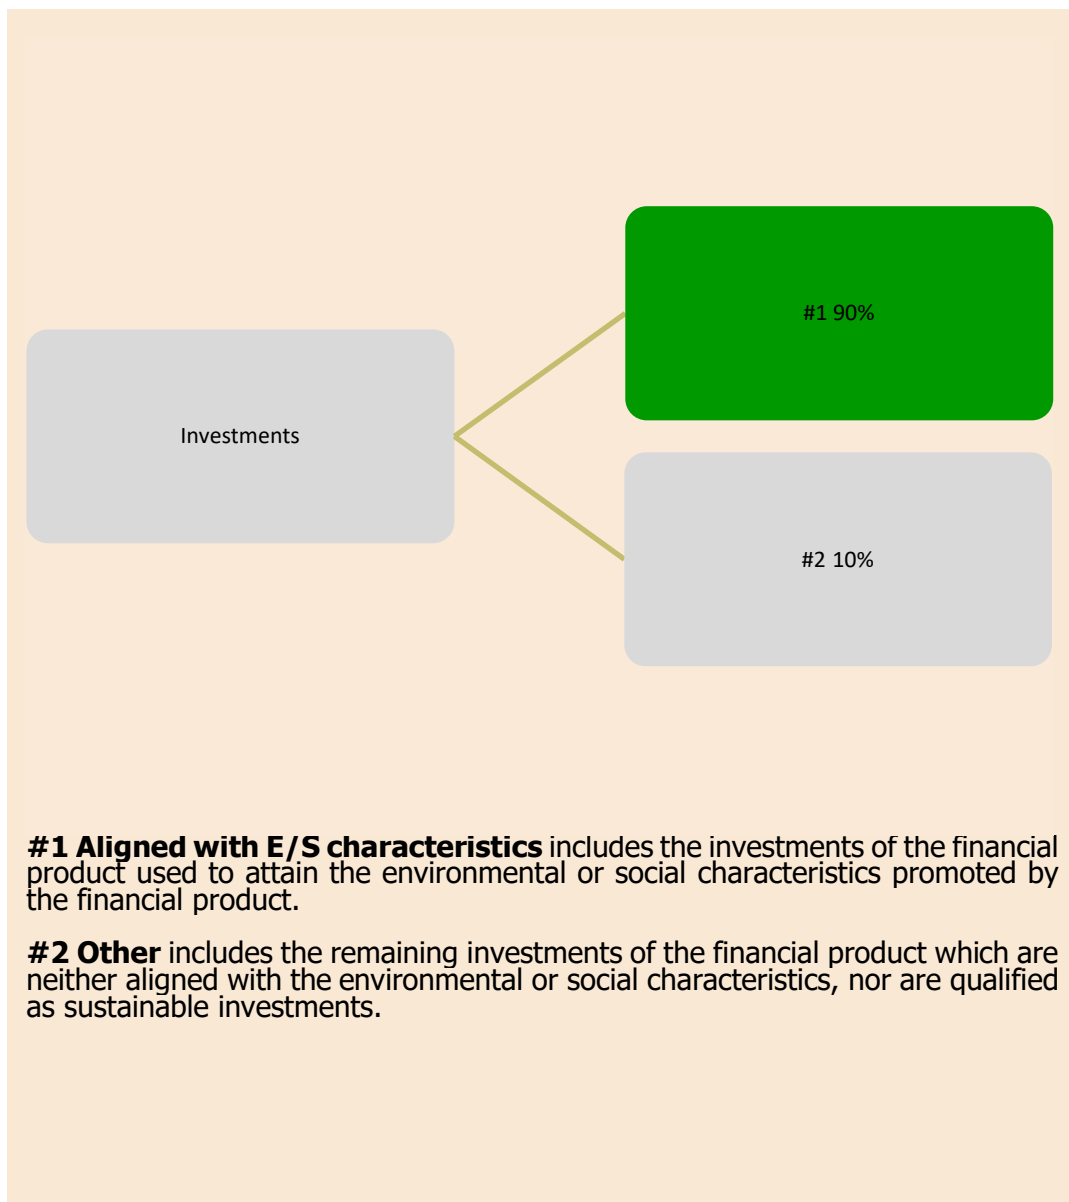 #1 90%
Investments
#2 10%
#1 Aligned with E/S characteristics includes the investments of the financial
product used to attain the environmental or social characteristics promoted by
the financial product.
#2 Other includes the remaining investments of the financial product which are
neither aligned with the environmental or social characteristics, nor are qualified
as sustainable investments.